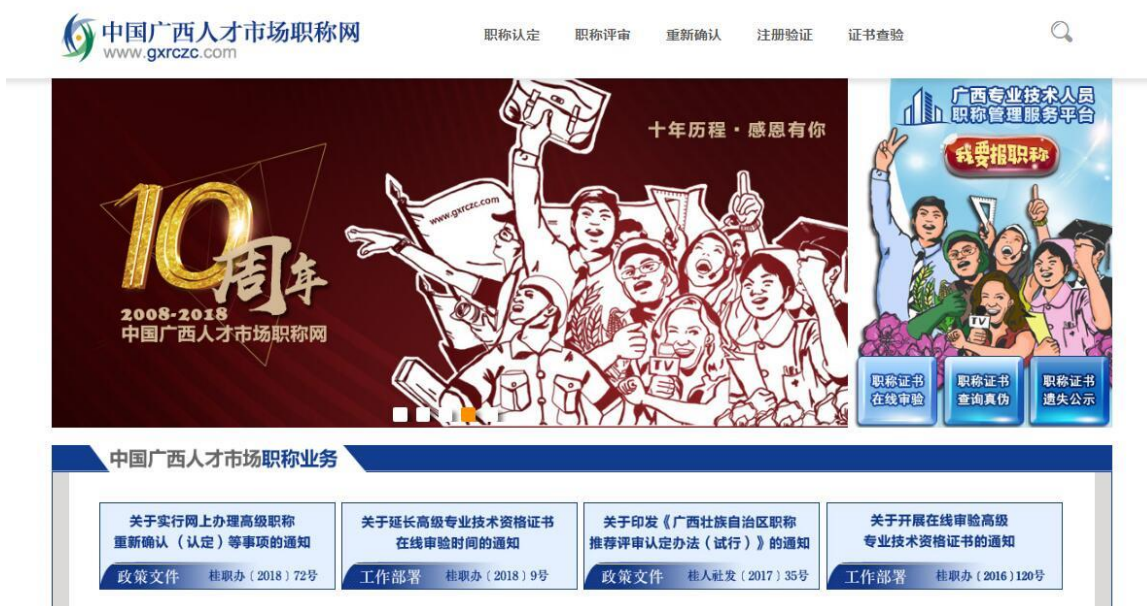 中国广西人才市场职称网
www.gxrczc.com
职称认定 职称评审 重新确认 注册验证 证书查验
十年历程·感恩有你
www.gxrczc.com
10周年
2008-2018
中国广西人才市场职称网
TV
广西专业技术人员
职称管理服务平台
我要报职称
TV
职称证书
在线审验
职称证书
查询真伪
职称证书
遗失公示
中国广西人才市场职称业务
关于实行网上办理高级职称
重新确认（认定）等事项的通知
政策文件 桂职办〔2018〕72号
关于延长高级专业技术资格证书
在线审验时间的通知
工作部署 桂职办〔2018〕9号
关于印发《广西壮族自治区职称
推荐评审认定办法（试行）》的通知
政策文件 桂人社发〔2017〕35号
关于开展在线审验高级
专业技术资格证书的通知
工作部署 桂职办〔2016〕120号